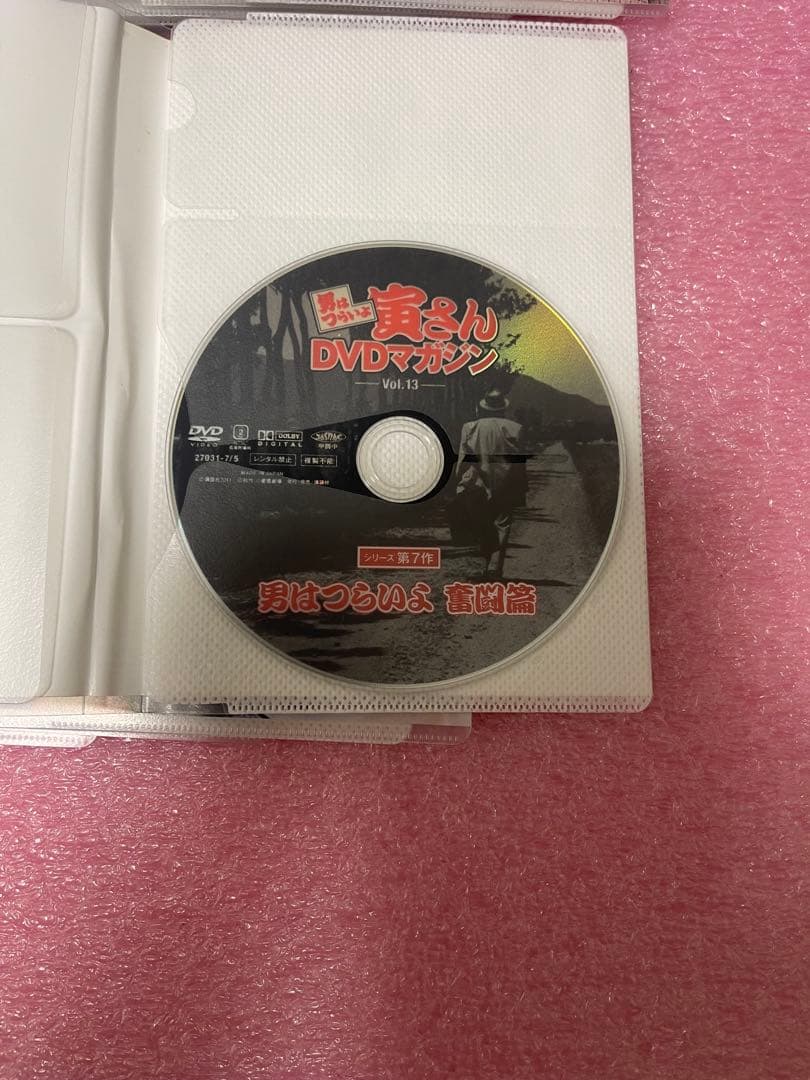 男は
つらいよ
寅さん
DVDマガジン
Vol.13
DVD
VIDEO
2
DOLBY
DIGITAL
27031-7/5
レンタル禁止
複製不能
MADE IN JAPAN
シリーズ 第7作
男はつらいよ 奮闘篇